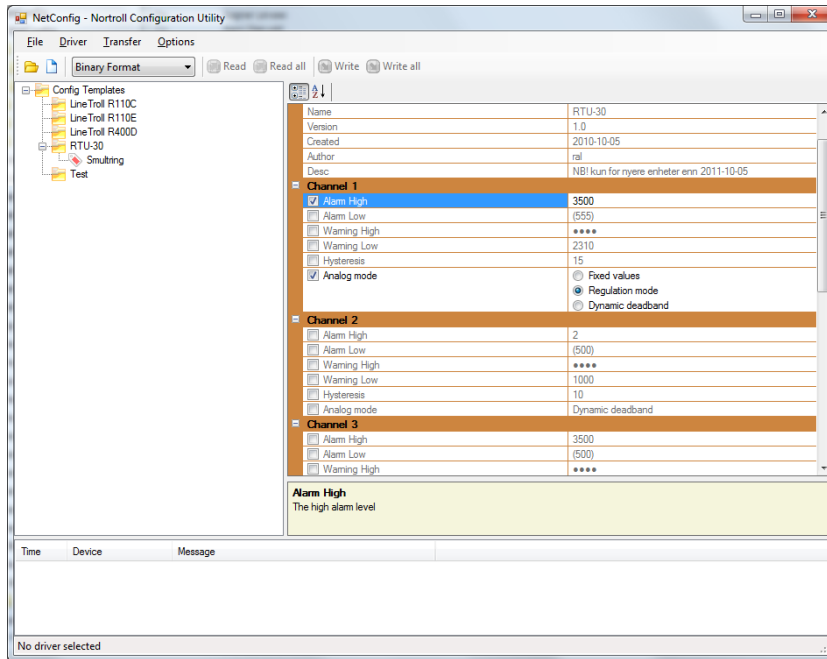 NetConfig - Nortroll Configuration Utility
File Driver Transfer Options
Binary Format Read Read all Write Write all
Config Templates
LineTroll R110C
LineTroll R110E
LineTroll R400D
RTU-30
Smultring
Test
Name RTU-30
Version 1.0
Created 2010-10-05
Author ral
Desc NB! kun for nyere enheter enn 2011-10-05
Channel 1
Alarm High 3500
Alarm Low (555)
Warning High ●●●●
Warning Low 2310
Hysteresis 15
Analog mode Fixed values
Regulation mode
Dynamic deadband
Channel 2
Alarm High 2
Alarm Low (500)
Warning High ●●●●
Warning Low 1000
Hysteresis 10
Analog mode Dynamic deadband
Channel 3
Alarm High 3500
Alarm Low (500)
Warning High ●●●●
Alarm High
The high alarm level
Time Device Message
No driver selected